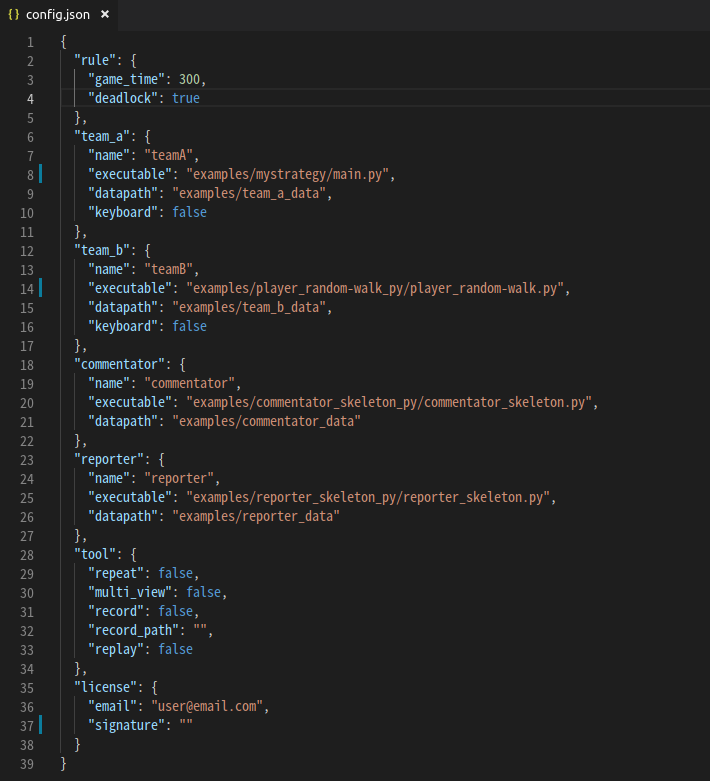 {} config.json ×
1 {
2 "rule": {
3 "game_time": 300,
4 "deadlock": true
5 },
6 "team_a": {
7 "name": "teamA",
8 "executable": "examples/mystrategy/main.py",
9 "datapath": "examples/team_a_data",
10 "keyboard": false
11 },
12 "team_b": {
13 "name": "teamB",
14 "executable": "examples/player_random-walk_py/player_random-walk.py",
15 "datapath": "examples/team_b_data",
16 "keyboard": false
17 },
18 "commentator": {
19 "name": "commentator",
20 "executable": "examples/commentator_skeleton_py/commentator_skeleton.py",
21 "datapath": "examples/commentator_data"
22 },
23 "reporter": {
24 "name": "reporter",
25 "executable": "examples/reporter_skeleton_py/reporter_skeleton.py",
26 "datapath": "examples/reporter_data"
27 },
28 "tool": {
29 "repeat": false,
30 "multi_view": false,
31 "record": false,
32 "record_path": "",
33 "replay": false
34 },
35 "license": {
36 "email": "user@email.com",
37 "signature": ""
38 }
39 }